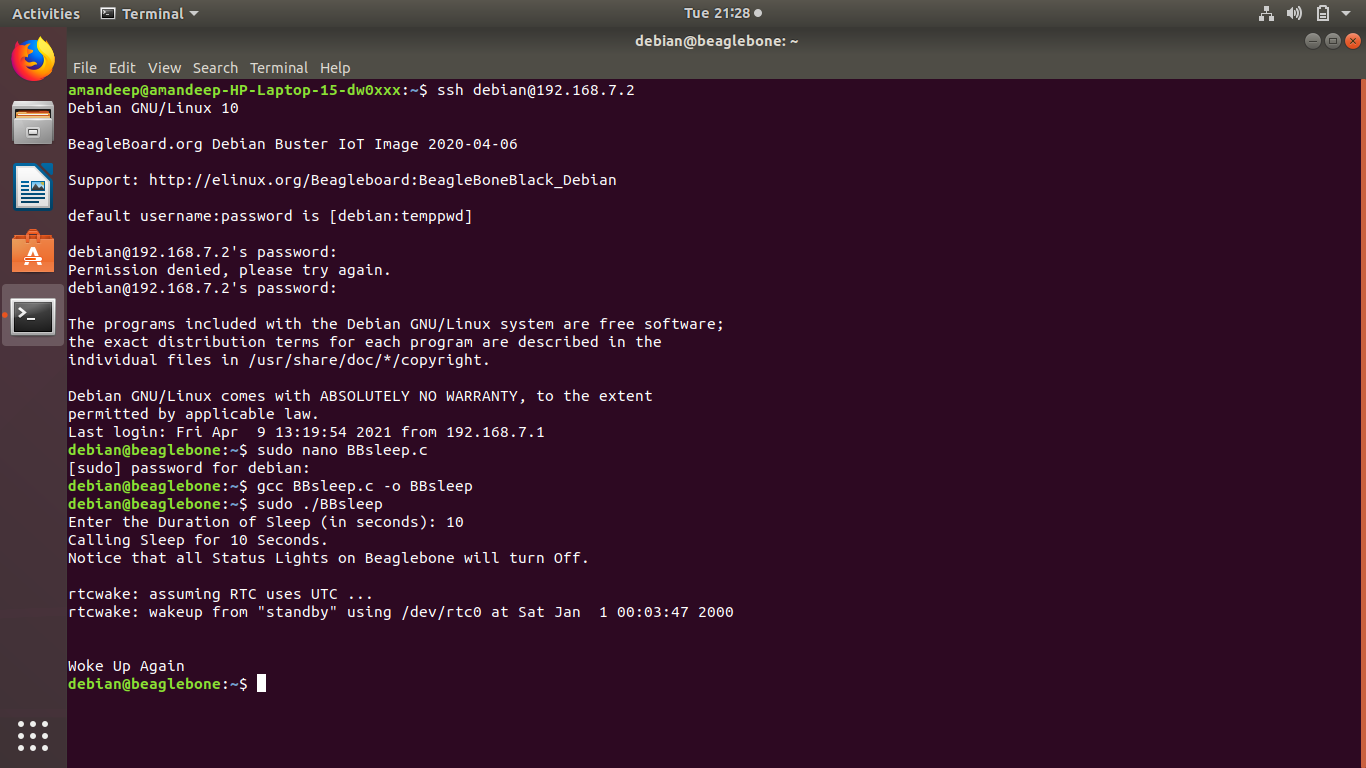 Activities Terminal Tue 21:28
debian@beaglebone: ~
File Edit View Search Terminal Help
amandeep@amandeep-HP-Laptop-15-dw0xxx:~$ ssh debian@192.168.7.2
Debian GNU/Linux 10
BeagleBoard.org Debian Buster IoT Image 2020-04-06
Support: http://elinux.org/Beagleboard:BeagleBoneBlack_Debian
default username:password is [debian:temppwd]
debian@192.168.7.2's password:
Permission denied, please try again.
debian@192.168.7.2's password:
The programs included with the Debian GNU/Linux system are free software;
the exact distribution terms for each program are described in the
individual files in /usr/share/doc/*/copyright.
Debian GNU/Linux comes with ABSOLUTELY NO WARRANTY, to the extent
permitted by applicable law.
Last login: Fri Apr  9 13:19:54 2021 from 192.168.7.1
debian@beaglebone:~$ sudo nano BBsleep.c
[sudo] password for debian:
debian@beaglebone:~$ gcc BBsleep.c -o BBsleep
debian@beaglebone:~$ sudo ./BBsleep
Enter the Duration of Sleep (in seconds): 10
Calling Sleep for 10 Seconds.
Notice that all Status Lights on Beaglebone will turn Off.
rtcwake: assuming RTC uses UTC ...
rtcwake: wakeup from "standby" using /dev/rtc0 at Sat Jan  1 00:03:47 2000
Woke Up Again
debian@beaglebone:~$